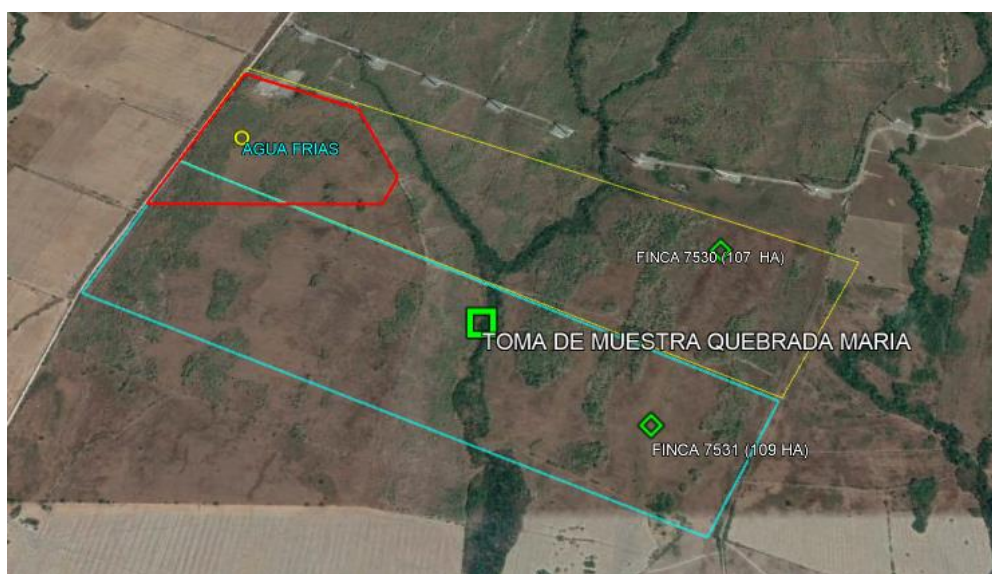 AGUA FRIAS
FINCA 7530 (107 HA)
TOMA DE MUESTRA QUEBRADA MARIA
FINCA 7531 (109 HA)